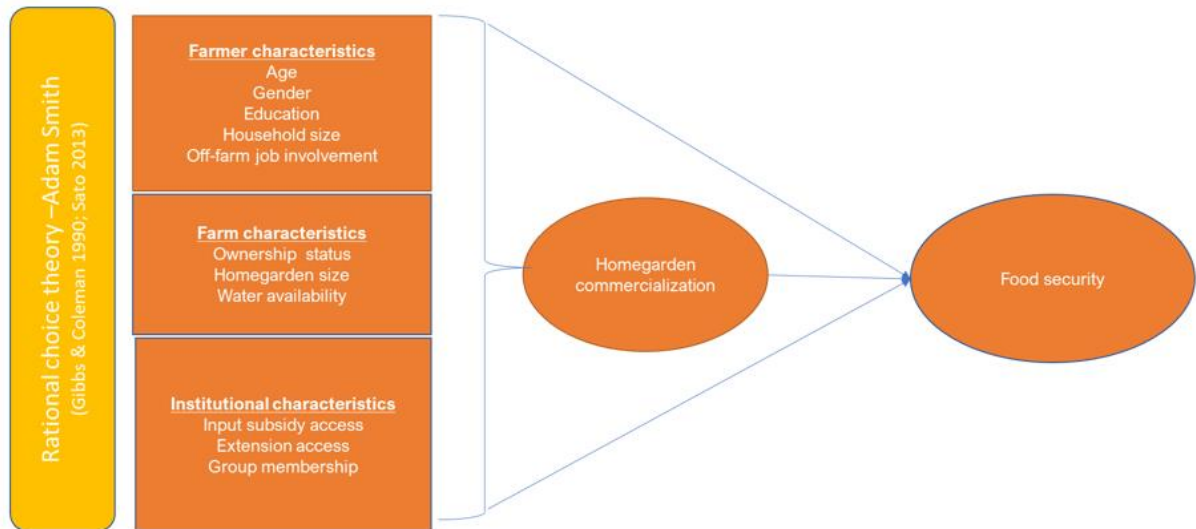 Rational choice theory –Adam Smith
(Gibbs & Coleman 1990; Sato 2013)
Farmer characteristics
Age
Gender
Education
Household size
Off-farm job involvement
Farm characteristics
Ownership status
Homegarden size
Water availability
Institutional characteristics
Input subsidy access
Extension access
Group membership
Homegarden
commercialization
Food security